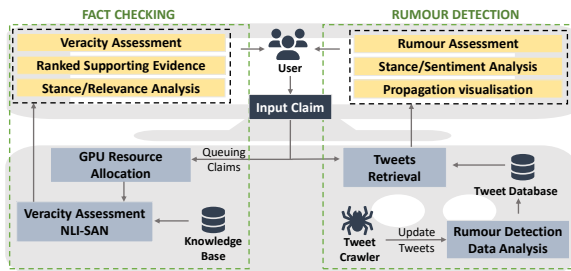 FACT CHECKING
RUMOUR DETECTION
Veracity Assessment
Ranked Supporting Evidence
Stance/Relevance Analysis
User
Rumour Assessment
Stance/Sentiment Analysis
Propagation visualisation
Input Claim
GPU Resource
Allocation
Queuing
Claims
Tweets
Retrieval
Tweet Database
Veracity Assessment
NLI-SAN
Knowledge
Base
Tweet
Crawler
Update
Tweets
Rumour Detection
Data Analysis